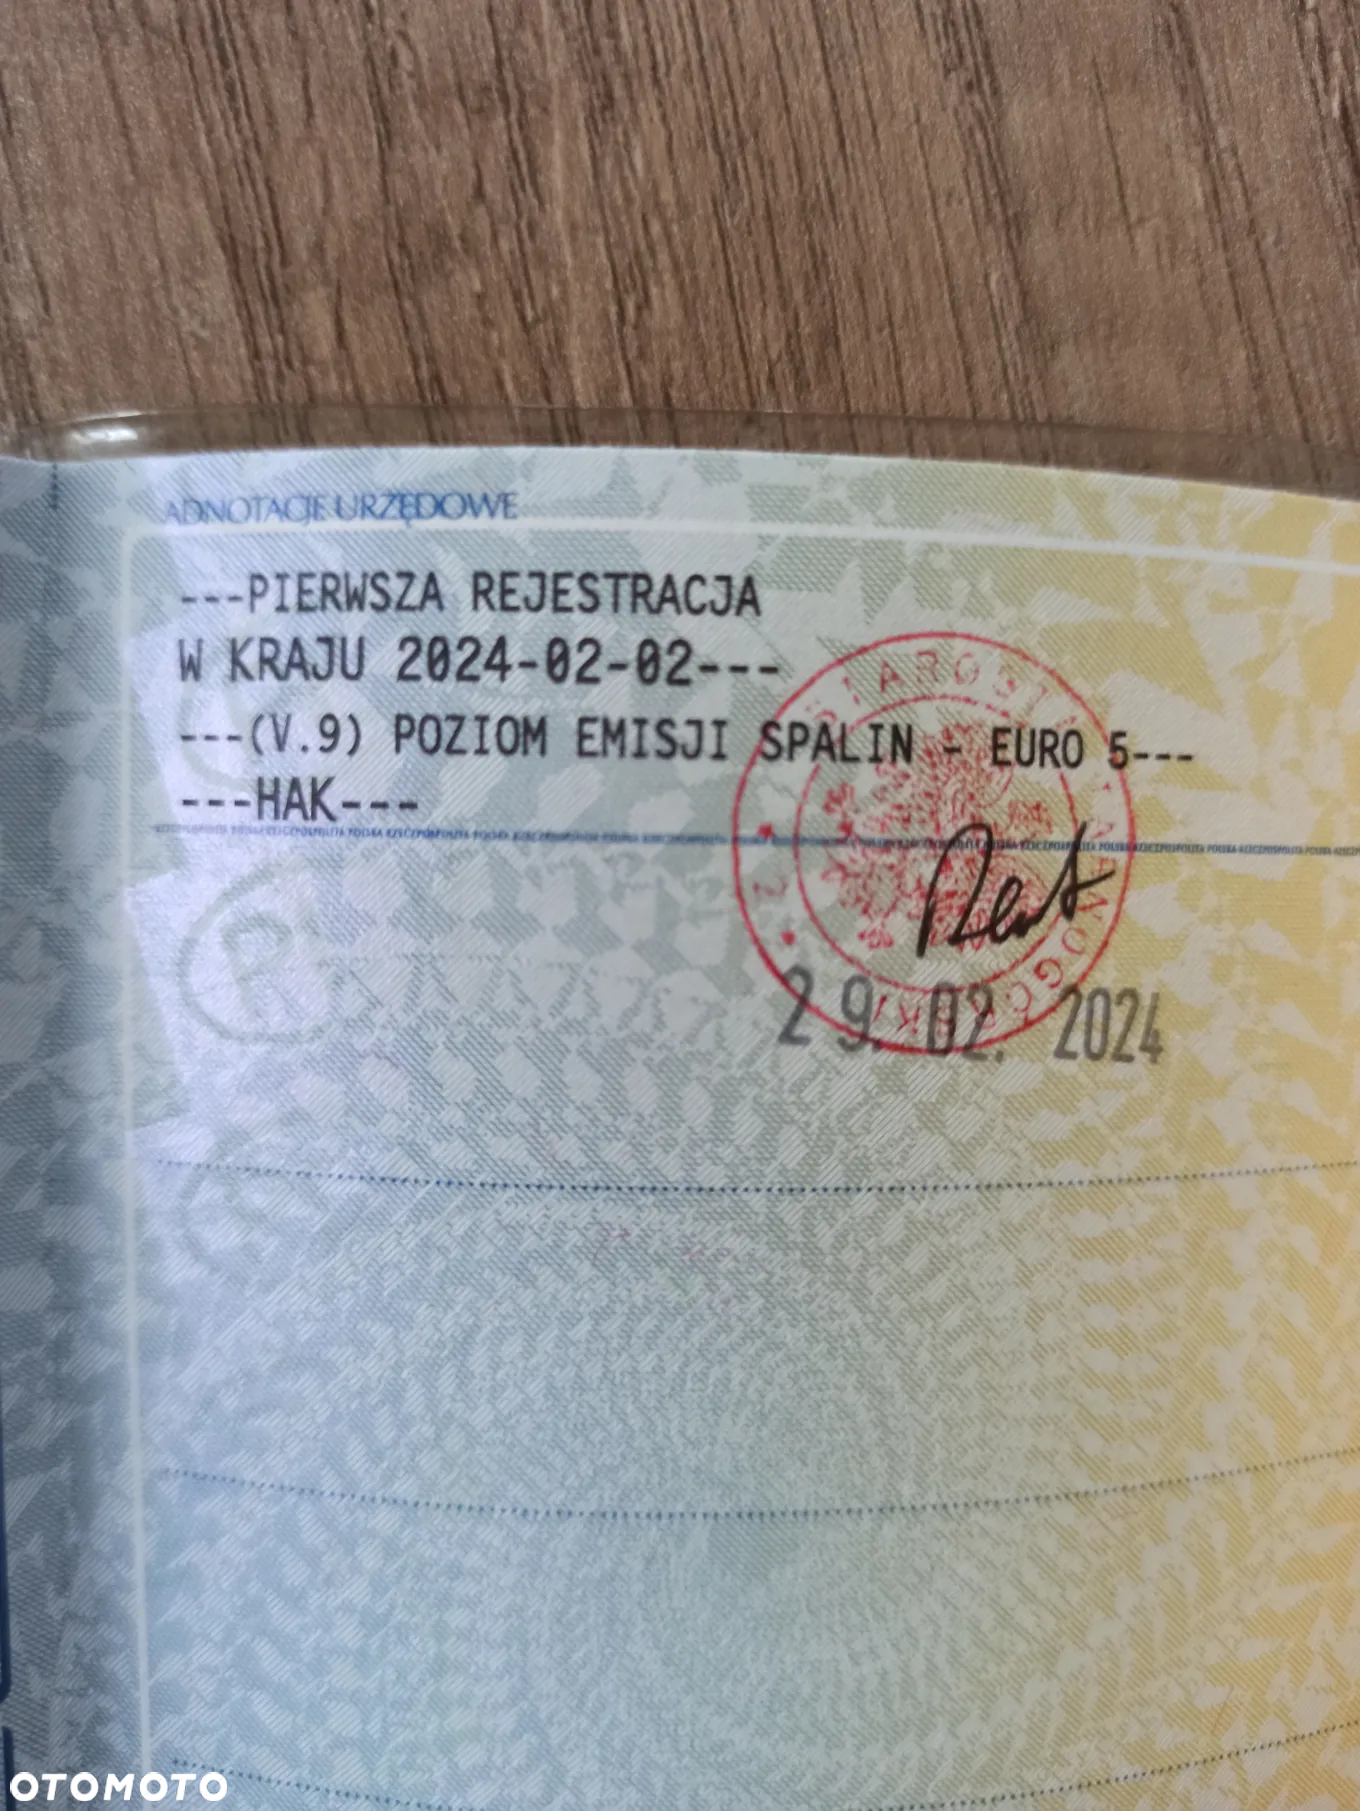 ADNOTACJE URZĘDOWE
---PIERWSZA REJESTRACJA
W KRAJU 2024-02-02---
---(V.9) POZIOM EMISJI SPALIN - EURO 5---
---HAK---
29. 02. 2024
OTOMOTO